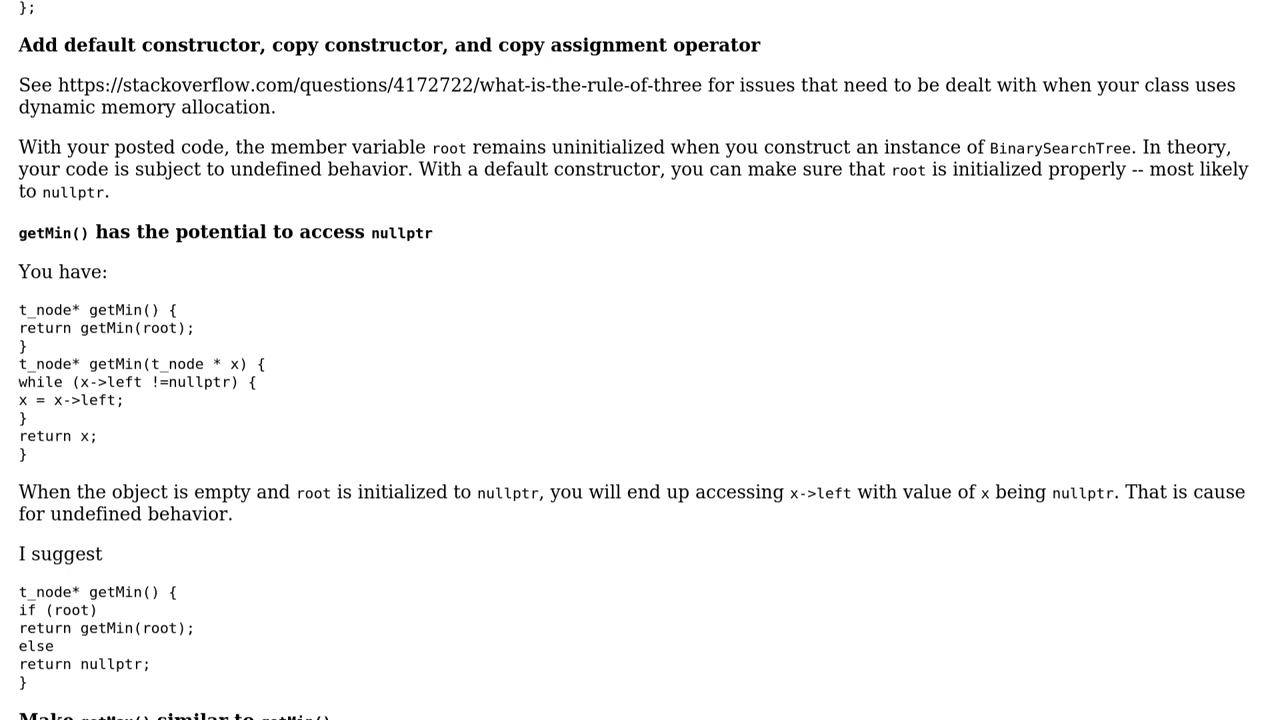 };
Add default constructor, copy constructor, and copy assignment operator
See https://stackoverflow.com/questions/4172722/what-is-the-rule-of-three for issues that need to be dealt with when your class uses
dynamic memory allocation.
With your posted code, the member variable root remains uninitialized when you construct an instance of BinarySearchTree. In theory,
your code is subject to undefined behavior. With a default constructor, you can make sure that root is initialized properly -- most likely
to nullptr.
getMin() has the potential to access nullptr
You have:
t_node* getMin() {
return getMin(root);
}
t_node* getMin(t_node * x) {
while (x->left !=nullptr) {
x = x->left;
}
return x;
}
When the object is empty and root is initialized to nullptr, you will end up accessing x->left with value of x being nullptr. That is cause
for undefined behavior.
I suggest
t_node* getMin() {
if (root)
return getMin(root);
else
return nullptr;
}
Make getMax() similar to getMin()